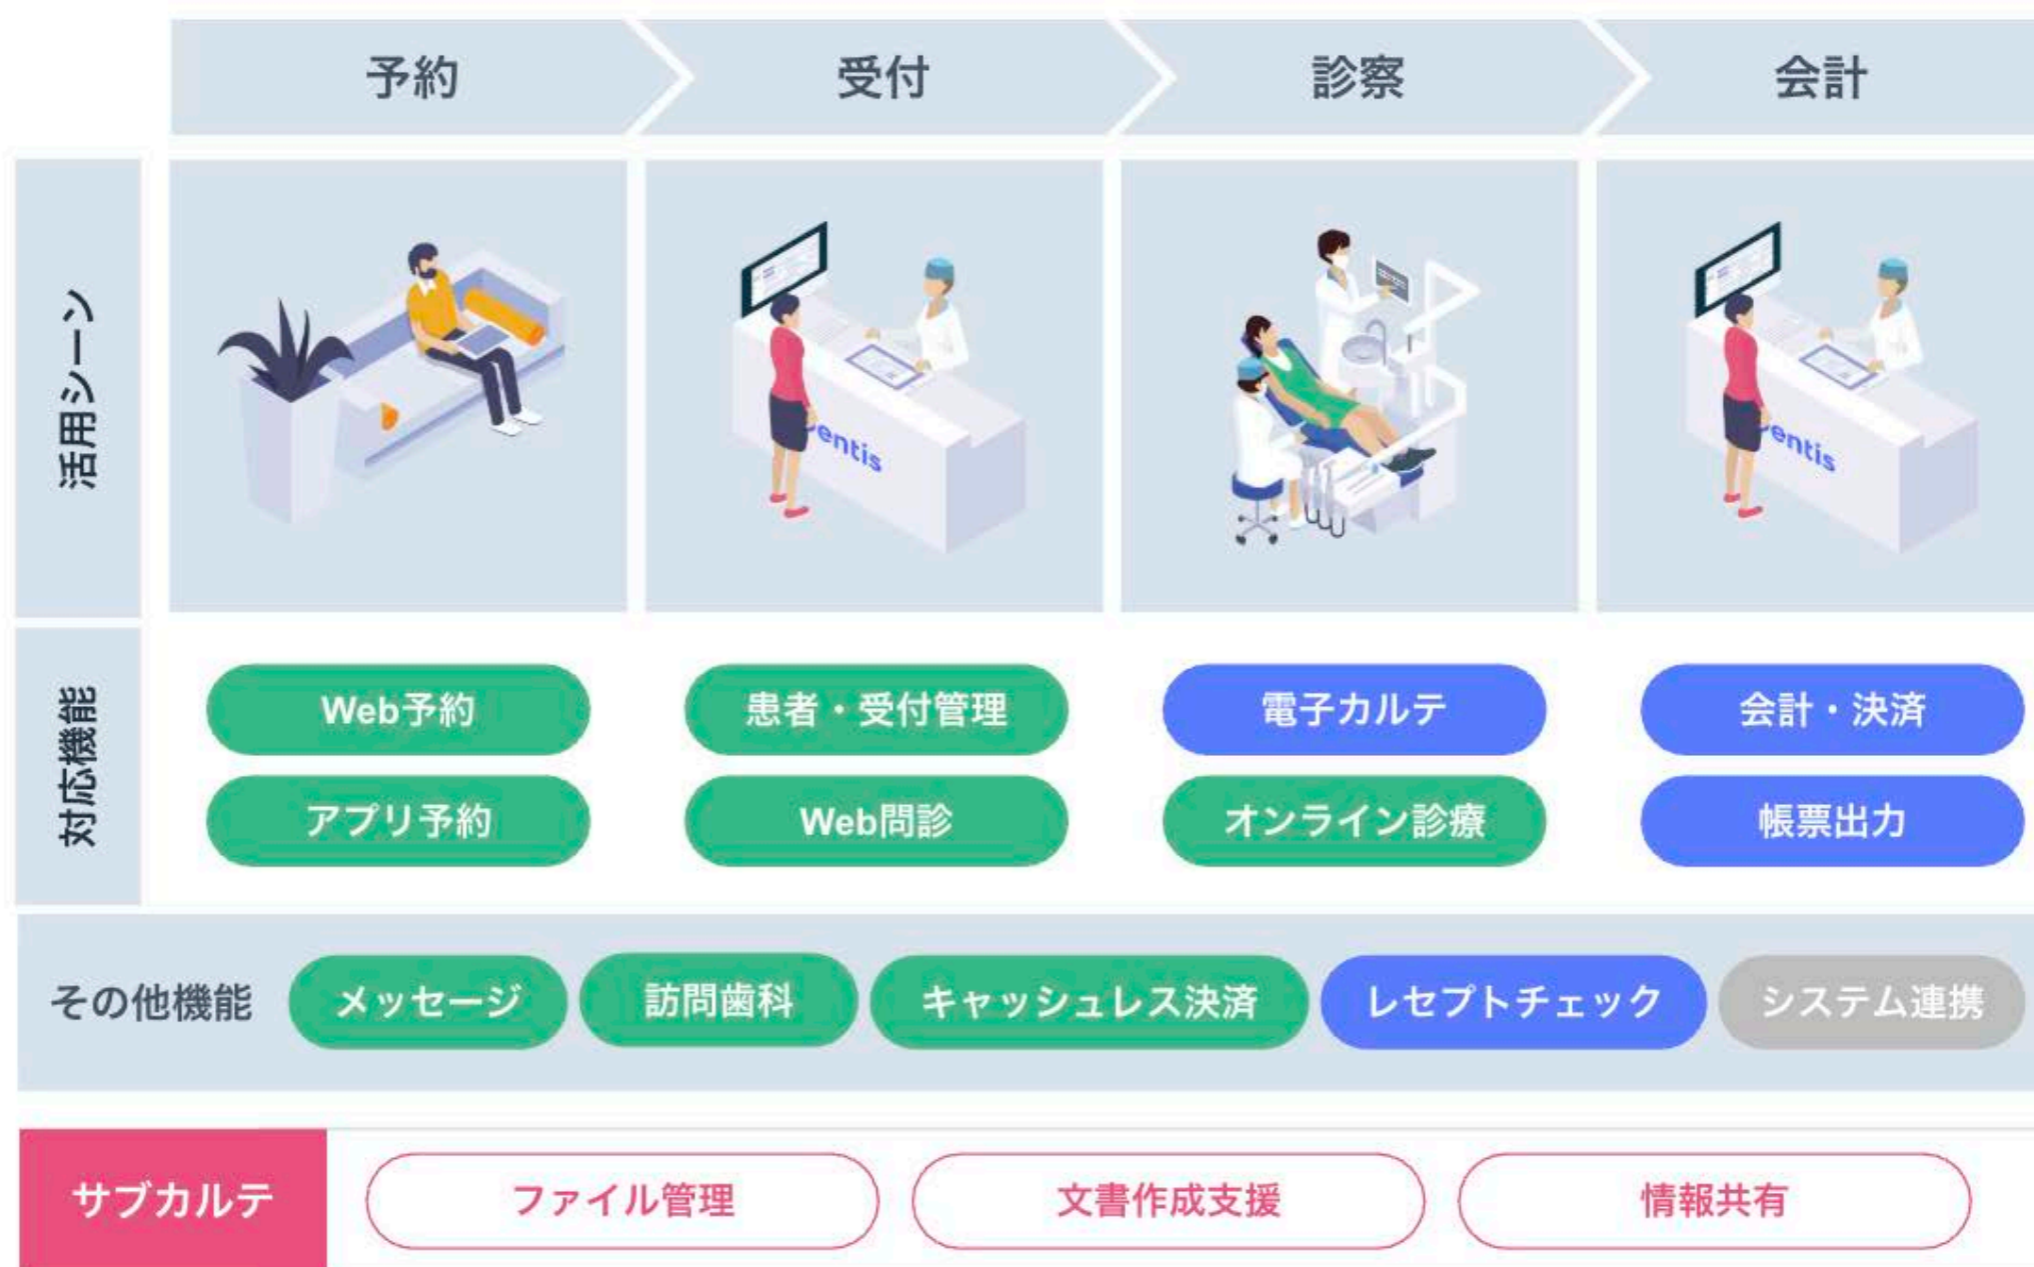 予約
受付
診察
会計
活用シーン
entis
entis
対応機能
Web予約
患者・受付管理
電子カルテ
会計・決済
アプリ予約
Web問診
オンライン診療
帳票出力
その他機能
メッセージ
訪問歯科
キャッシュレス決済
レセプトチェック
システム連携
サブカルテ
ファイル管理
文書作成支援
情報共有